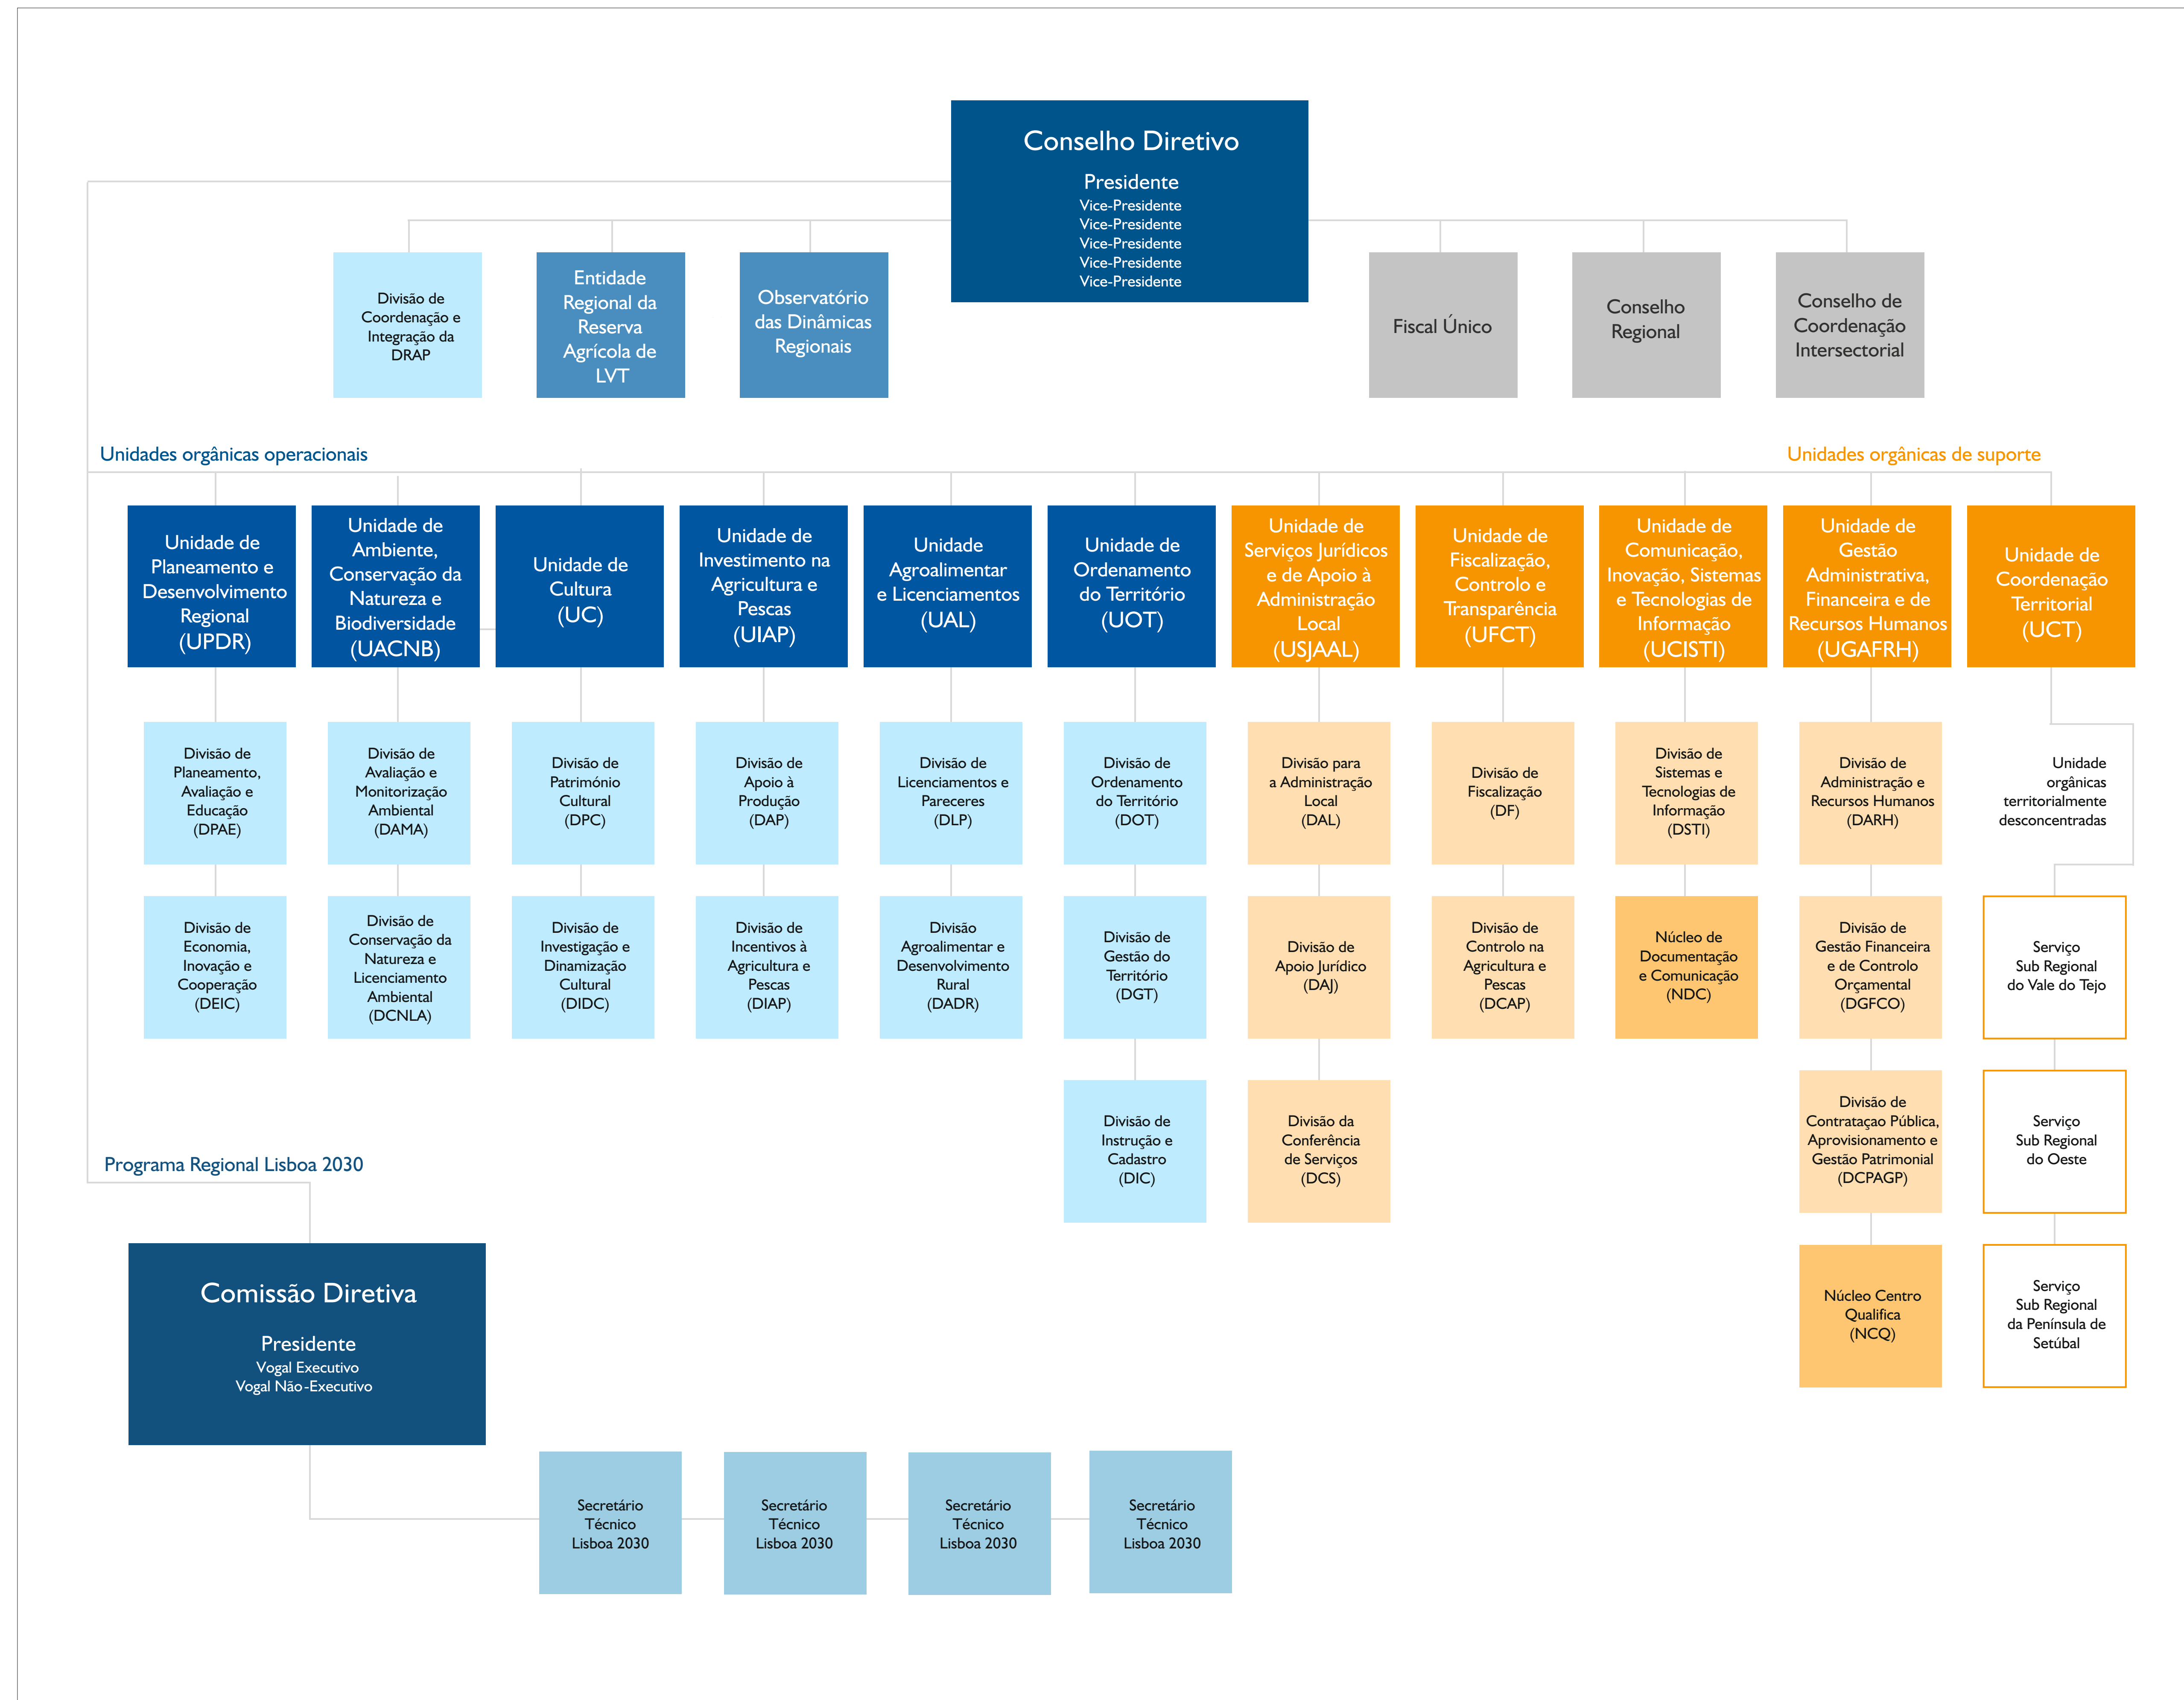 Conselho Diretivo
Presidente
Vice-Presidente
Vice-Presidente
Vice-Presidente
Vice-Presidente
Vice-Presidente
Divisão de
Coordenação e
Integração da
DRAP
Entidade
Regional da
Reserva
Agrícola de
LVT
Observatório
das Dinâmicas
Regionais
Fiscal Único
Conselho
Regional
Conselho de
Coordenação
Intersectorial
Unidades orgânicas operacionais
Unidades orgânicas de suporte
Unidade de
Planeamento e
Desenvolvimento
Regional
(UPDR)
Unidade de
Ambiente,
Conservação da
Natureza e
Biodiversidade
(UACNB)
Unidade de
Cultura
(UC)
Unidade de
Investimento na
Agricultura e
Pescas
(UIAP)
Unidade
Agroalimentar
e Licenciamentos
(UAL)
Unidade de
Ordenamento
do Território
(UOT)
Unidade de
Serviços Jurídicos
e de Apoio à
Administração
Local
(USJAAL)
Unidade de
Fiscalização,
Controlo e
Transparência
(UFCT)
Unidade de
Comunicação,
Inovação, Sistemas
e Tecnologias de
Informação
(UCISTI)
Unidade de
Gestão
Administrativa,
Financeira e de
Recursos Humanos
(UGAFRH)
Unidade de
Coordenação
Territorial
(UCT)
Divisão de
Planeamento,
Avaliação e
Educação
(DPAE)
Divisão de
Avaliação e
Monitorização
Ambiental
(DAMA)
Divisão de
Património
Cultural
(DPC)
Divisão de
Apoio à
Produção
(DAP)
Divisão de
Licenciamentos e
Pareceres
(DLP)
Divisão de
Ordenamento
do Território
(DOT)
Divisão para
a Administração
Local
(DAL)
Divisão de
Fiscalização
(DF)
Divisão de
Sistemas e
Tecnologias de
Informação
(DSTI)
Divisão de
Administração e
Recursos Humanos
(DARH)
Unidade
orgânicas
territorialmente
desconcentradas
Divisão de
Economia,
Inovação e
Cooperação
(DEIC)
Divisão de
Conservação da
Natureza e
Licenciamento
Ambiental
(DCNLA)
Divisão de
Investigação e
Dinamização
Cultural
(DIDC)
Divisão de
Incentivos à
Agricultura e
Pescas
(DIAP)
Divisão
Agroalimentar e
Desenvolvimento
Rural
(DADR)
Divisão de
Gestão do
Território
(DGT)
Divisão de
Apoio Jurídico
(DAJ)
Divisão de
Controlo na
Agricultura e
Pescas
(DCAP)
Núcleo de
Documentação
e Comunicação
(NDC)
Divisão de
Gestão Financeira
e de Controlo
Orçamental
(DGFCO)
Serviço
Sub Regional
do Vale do Tejo
Divisão de
Instrução e
Cadastro
(DIC)
Divisão da
Conferência
de Serviços
(DCS)
Divisão de
Contrataçao Pública,
Aprovisionamento e
Gestão Patrimonial
(DCPAGP)
Serviço
Sub Regional
do Oeste
Programa Regional Lisboa 2030
Comissão Diretiva
Presidente
Vogal Executivo
Vogal Não-Executivo
Núcleo Centro
Qualifica
(NCQ)
Serviço
Sub Regional
da Península de
Setúbal
Secretário
Técnico
Lisboa 2030
Secretário
Técnico
Lisboa 2030
Secretário
Técnico
Lisboa 2030
Secretário
Técnico
Lisboa 2030